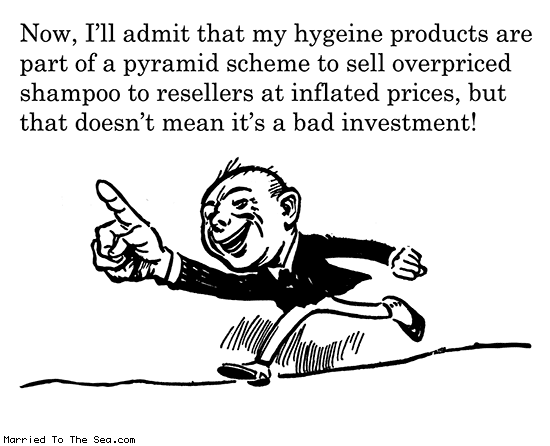 Now, I'll admit that my hygeine products are
part of a pyramid scheme to sell overpriced
shampoo to resellers at inflated prices, but
that doesn't mean it's a bad investment!
Married To The Sea.com